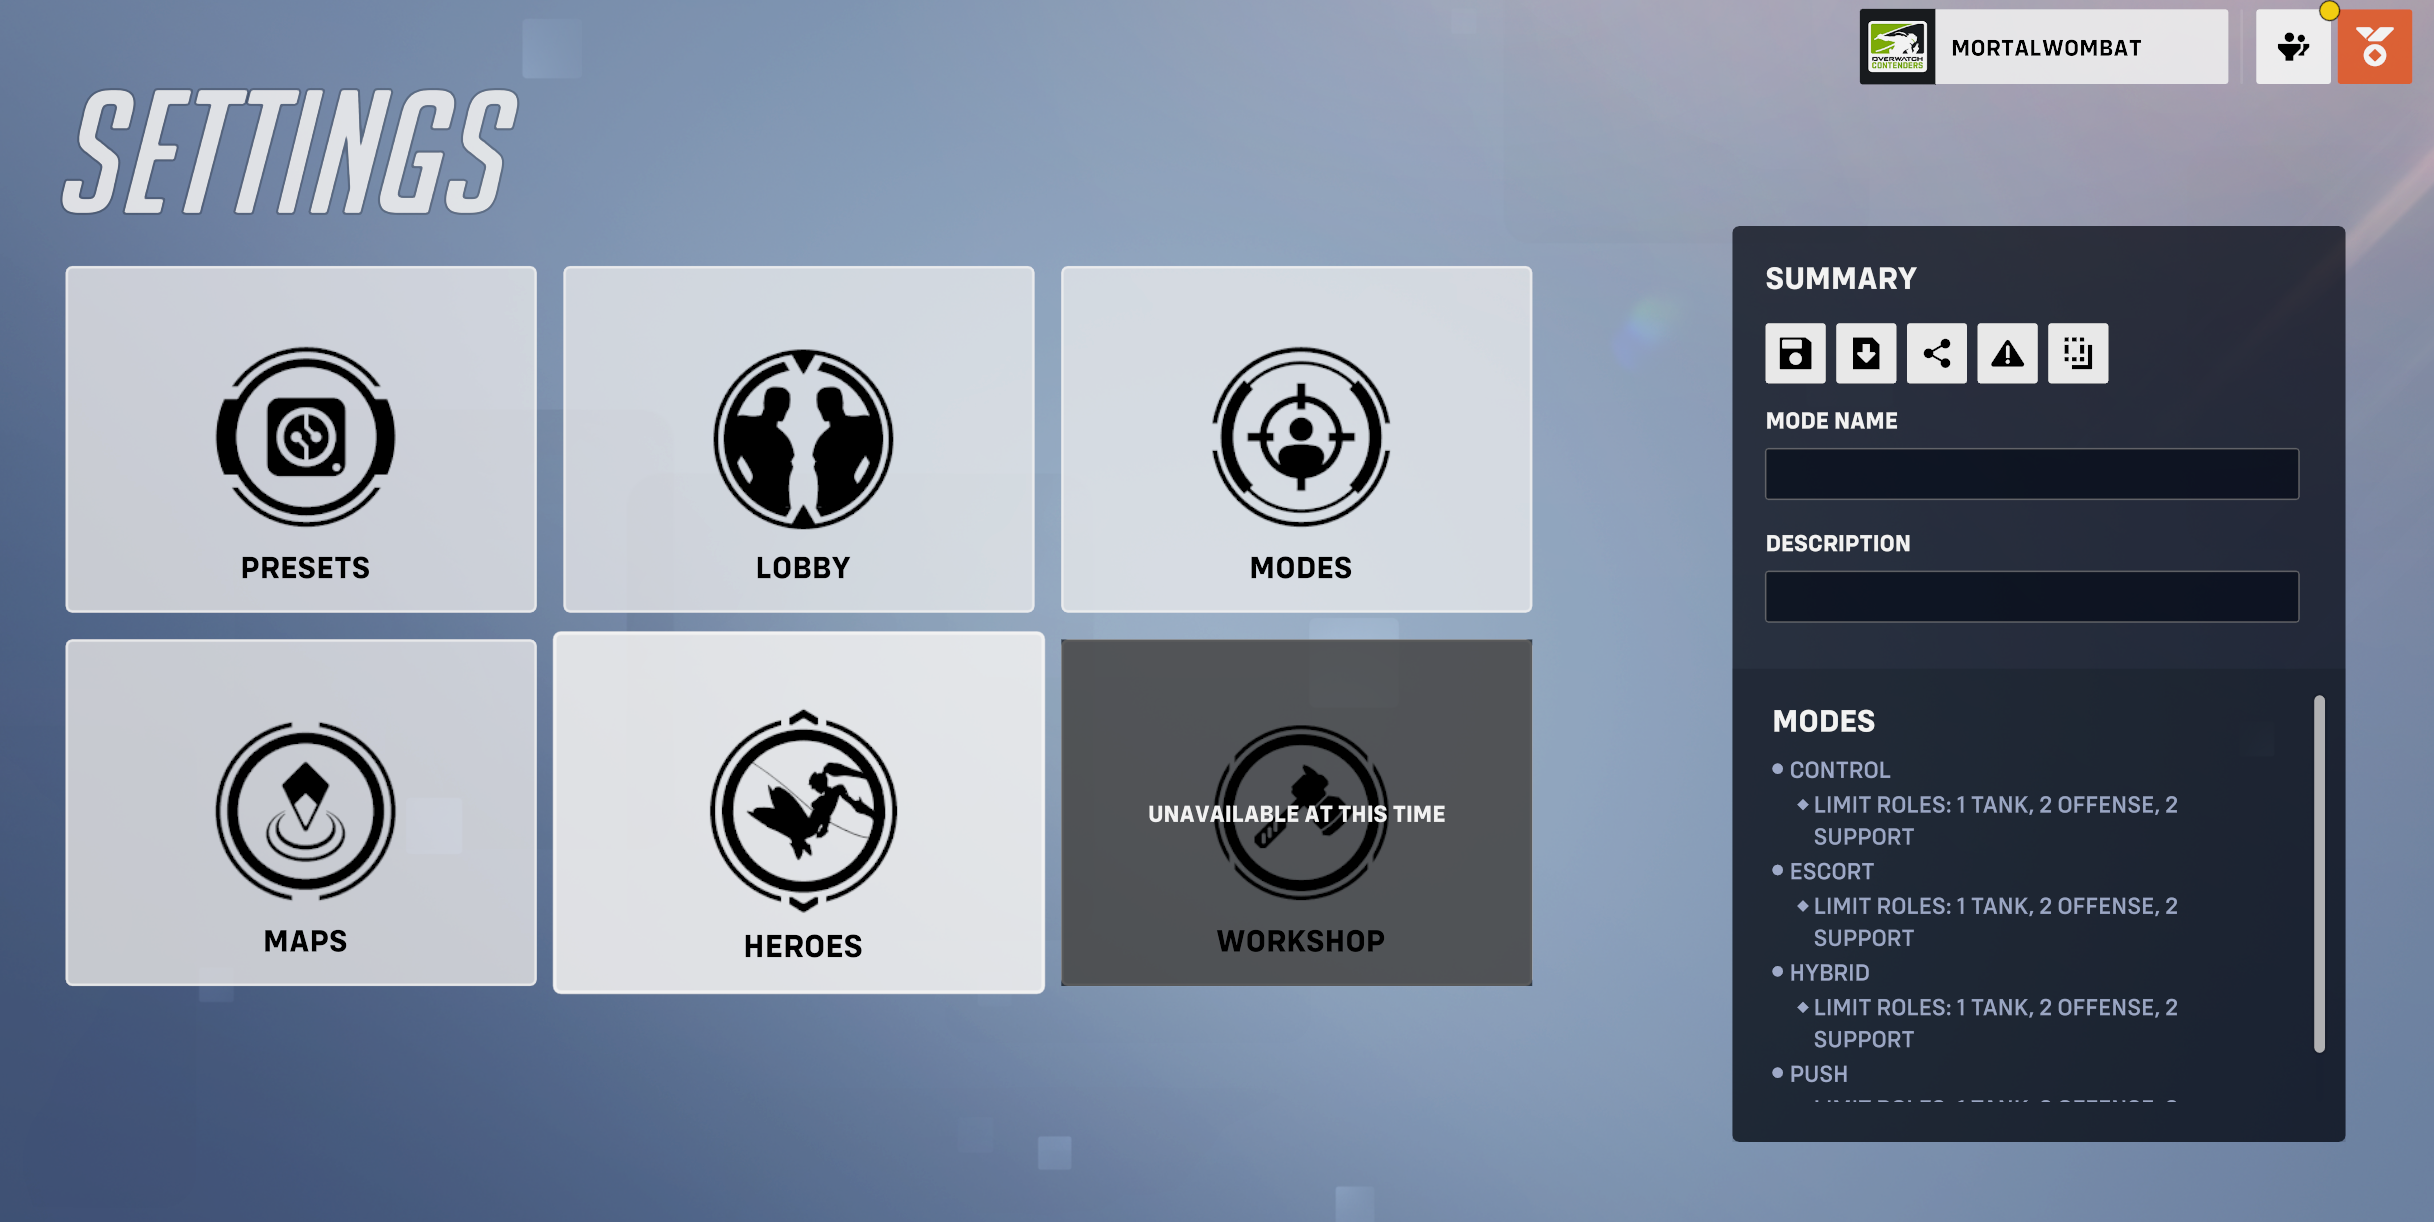 OVERWATCH
CONTENDERS
MORTALWOMBAT
SETTINGS
PRESETS
LOBBY
MODES
MAPS
HEROES
UNAVAILABLE AT THIS TIME
WORKSHOP
SUMMARY
MODE NAME
DESCRIPTION
MODES
CONTROL
LIMIT ROLES: 1 TANK, 2 OFFENSE, 2
SUPPORT
ESCORT
LIMIT ROLES: 1 TANK, 2 OFFENSE, 2
SUPPORT
HYBRID
LIMIT ROLES: 1 TANK, 2 OFFENSE, 2
SUPPORT
PUSH